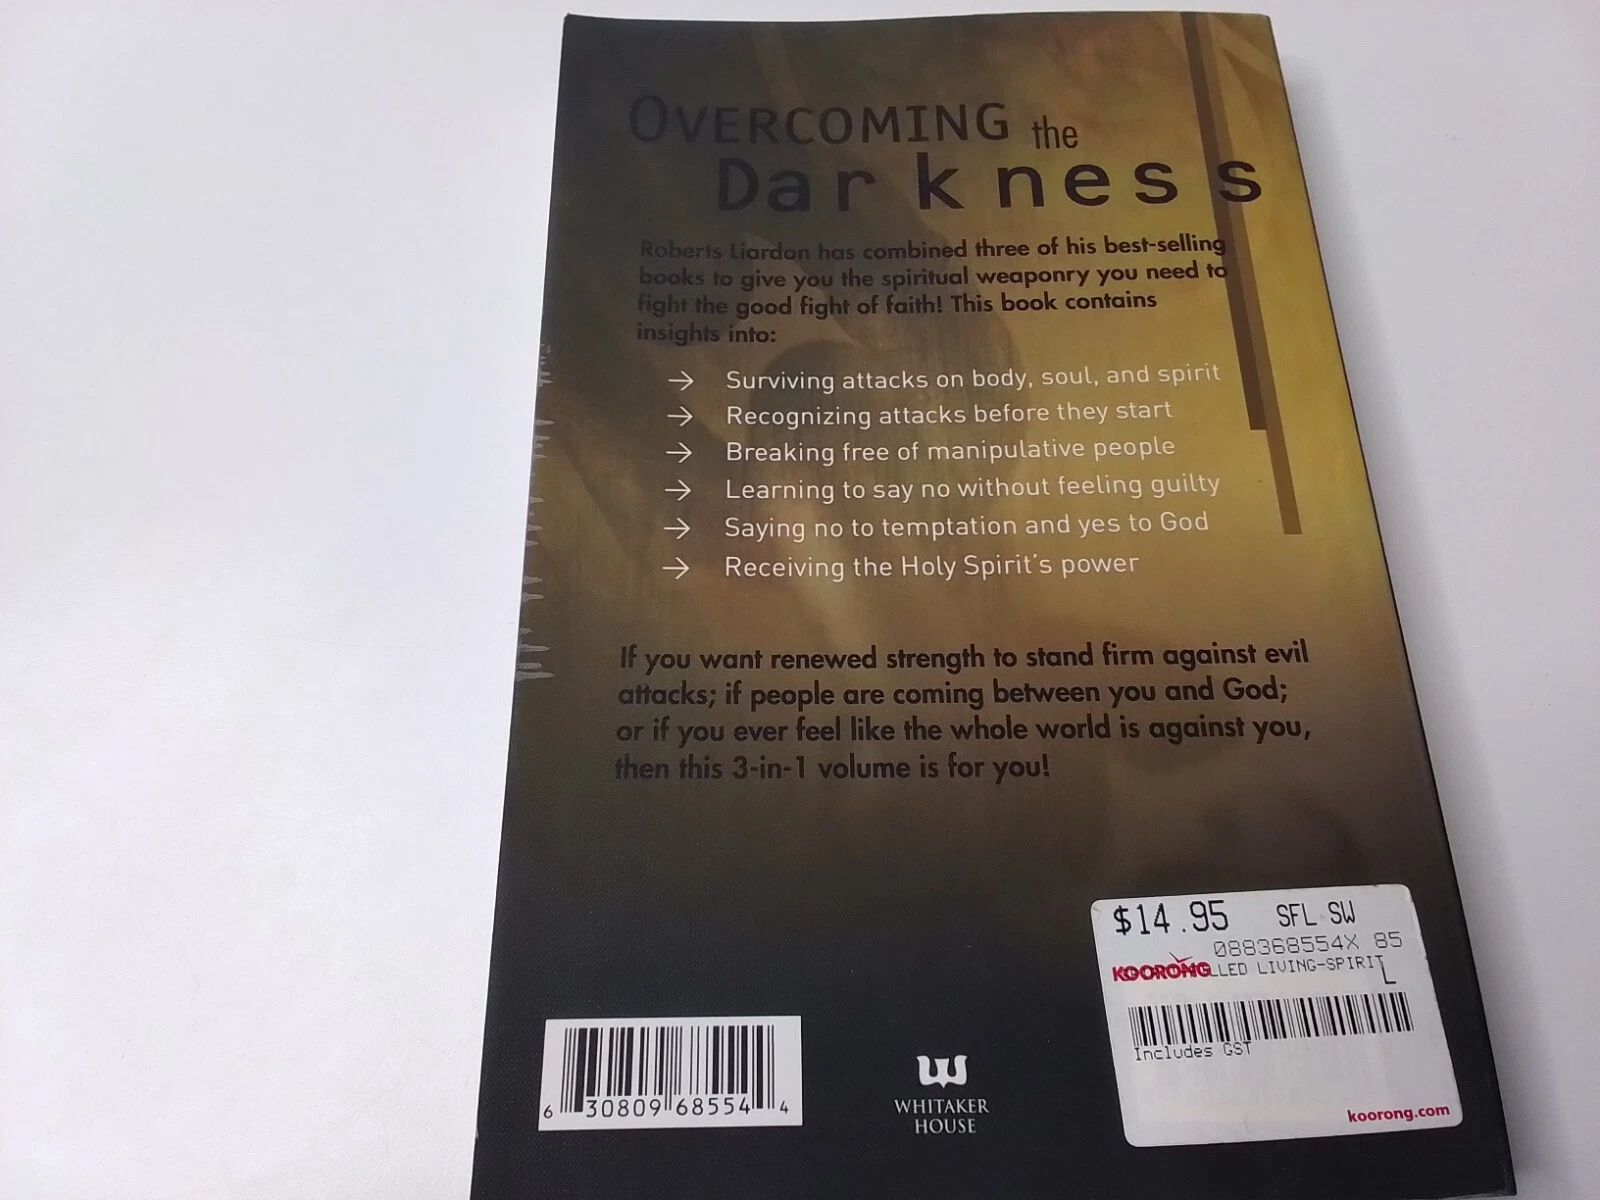 OVERCOMING the
Darkness
Roberts Liardon has combined three of his best-selling
books to give you the spiritual weaponry you need to
fight the good fight of faith! This book contains
insights into:
→ Surviving attacks on body, soul, and spirit
→ Recognizing attacks before they start
→ Breaking free of manipulative people
→ Learning to say no without feeling guilty
→ Saying no to temptation and yes to God
→ Receiving the Holy Spirit's power
If you want renewed strength to stand firm against evil
attacks; if people are coming between you and God;
or if you ever feel like the whole world is against you,
then this 3-in-1 volume is for you!
$14.95 SFL SW
088368554X 85
KOORONG LLED LIVING-SPIRIT
L
Includes GST
koorong.com
6 30809 68554 4
WHITAKER
HOUSE